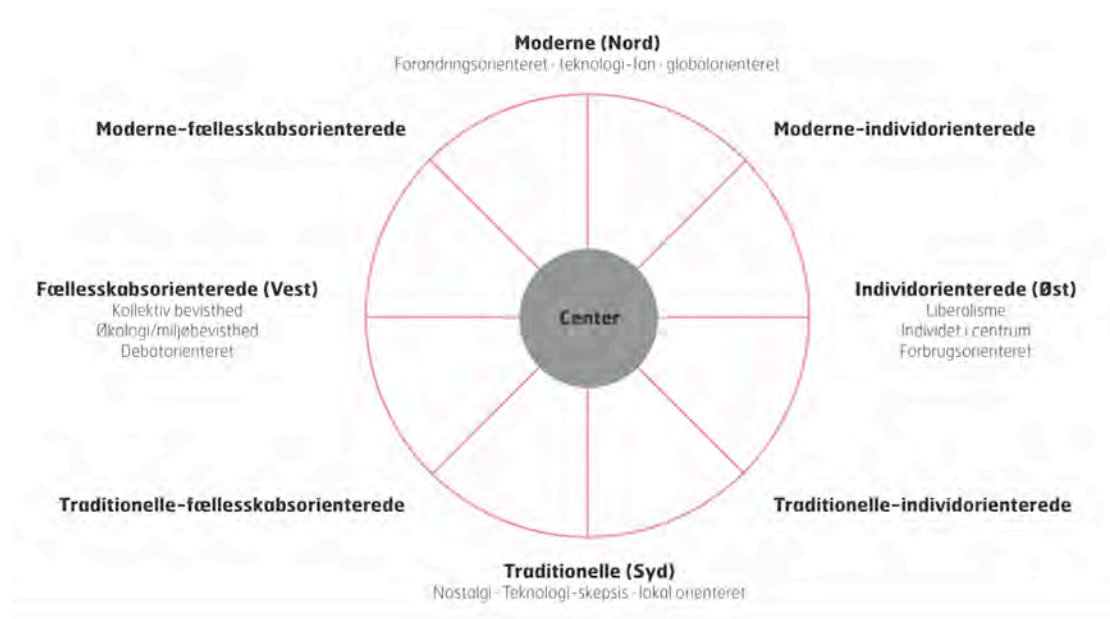 Moderne (Nord)
Forandringsorienteret · teknologi-fan · globalorienteret
Moderne-fællesskabsorienterede
Moderne-individorienterede
Fællesskabsorienterede (Vest)
Kollektiv bevisthed
Økologi/miljøbevisthed
Debatorienteret
Center
Individorienterede (Øst)
Liberalisme
Individet i centrum
Forbrugsorienteret
Traditionelle-fællesskabsorienterede
Traditionelle-individorienterede
Traditionelle (Syd)
Nostalgi · Teknologi-skepsis · lokal orienteret